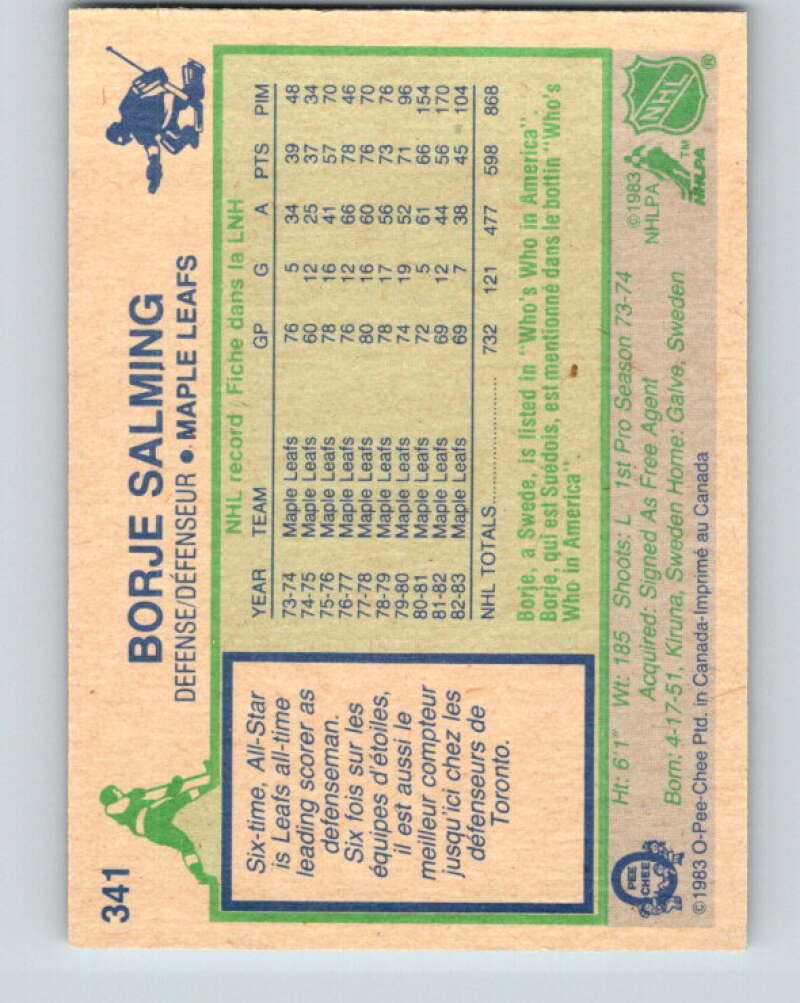 341
BORJE SALMING
DEFENSE/DÉFENSEUR • MAPLE LEAFS
Six-time, All-Star
is Leafs all-time
leading scorer as
defenseman.
Six fois sur les
équipes d'étoiles,
il est aussi le
meilleur compteur
jusqu'ici chez les
défenseurs de
Toronto.
NHL record / Fiche dans la LNH
YEAR TEAM GP G A PTS PIM
73-74 Maple Leafs 76 5 34 39 48
74-75 Maple Leafs 60 12 25 37 34
75-76 Maple Leafs 78 16 41 57 70
76-77 Maple Leafs 76 12 66 78 46
77-78 Maple Leafs 80 16 60 76 70
78-79 Maple Leafs 78 17 56 73 76
79-80 Maple Leafs 74 19 52 71 96
80-81 Maple Leafs 72 5 61 66 154
81-82 Maple Leafs 69 12 44 56 170
82-83 Maple Leafs 69 7 38 45 104
NHL TOTALS 732 121 477 598 868
Borje, a Swede, is listed in "Who's Who in America".
Borje, qui est Suédois, est mentionné dans le bottin "Who's
Who in America".
Ht: 6'1" Wt: 185 Shoots: L 1st Pro Season 73-74
Acquired: Signed As Free Agent
Born: 4-17-51, Kiruna, Sweden Home: Galve, Sweden
©1983 O-Pee-Chee Ptd. in Canada-Imprimé au Canada
O PEE CHEE
©1983
NHLPA
NHLPA TM
NHL ®